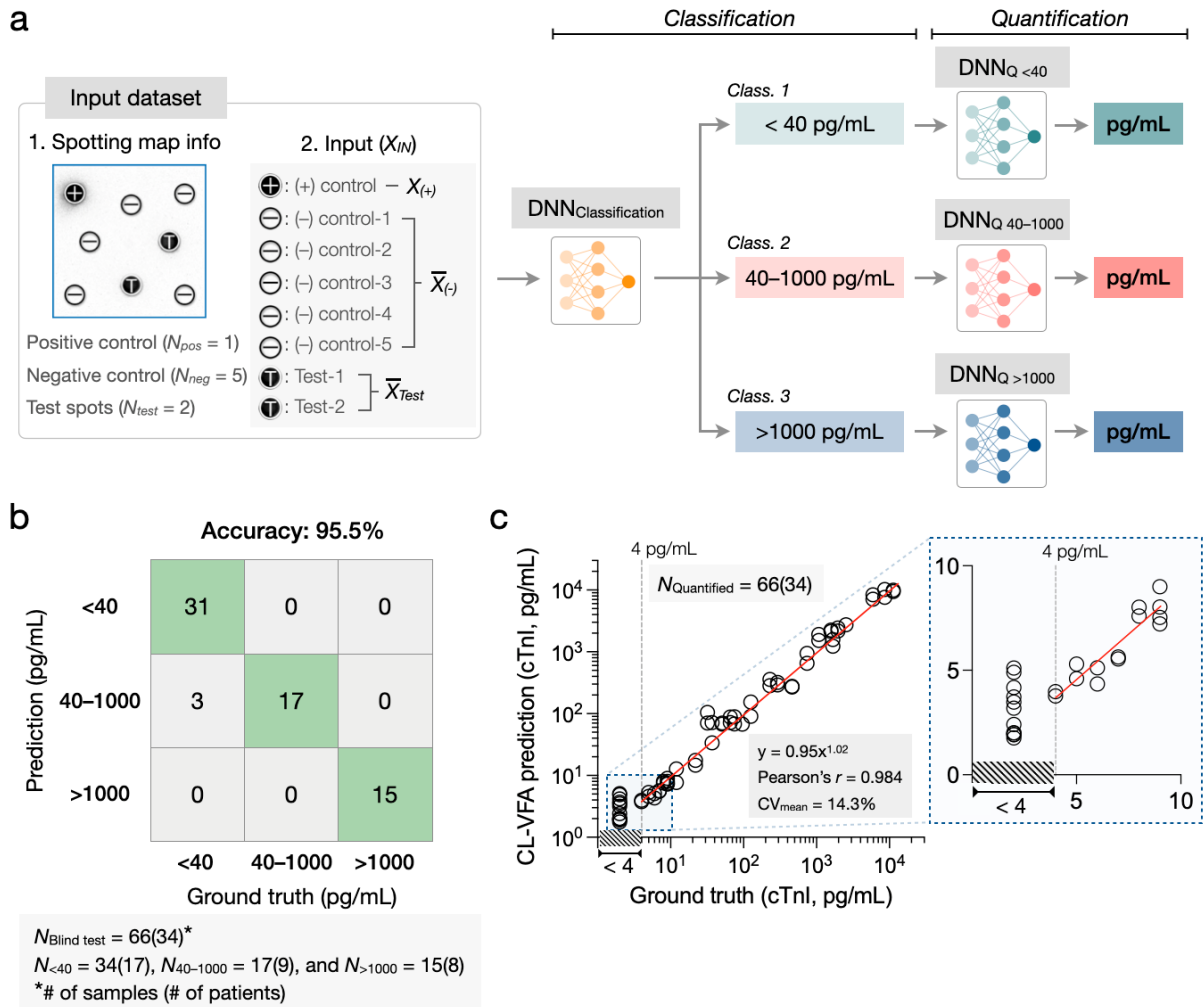 a
Classification
Quantification
Input dataset
1. Spotting map info
2. Input (X_IN)
+ : (+) control – X(+)
− : (–) control-1
− : (–) control-2
− : (–) control-3
− : (–) control-4
− : (–) control-5
X̅(-)
T : Test-1
T : Test-2
X̅Test
Positive control (Npos = 1)
Negative control (Nneg = 5)
Test spots (Ntest = 2)
DNNClassification
Class. 1
< 40 pg/mL
DNNQ <40
pg/mL
Class. 2
40–1000 pg/mL
DNNQ 40–1000
pg/mL
Class. 3
>1000 pg/mL
DNNQ >1000
pg/mL
b
Accuracy: 95.5%
Prediction (pg/mL)
<40 31 0 0
40–1000 3 17 0
>1000 0 0 15
<40 40–1000 >1000
Ground truth (pg/mL)
NBlind test = 66(34)*
N<40 = 34(17), N40–1000 = 17(9), and N>1000 = 15(8)
*# of samples (# of patients)
c
CL-VFA prediction (cTnI, pg/mL)
4 pg/mL
NQuantified = 66(34)
10⁴
10³
10²
10¹
10⁰
y = 0.95x^1.02
Pearson's r = 0.984
CVmean = 14.3%
< 4 10¹ 10² 10³ 10⁴
Ground truth (cTnI, pg/mL)
4 pg/mL
10
5
0
< 4 5 10